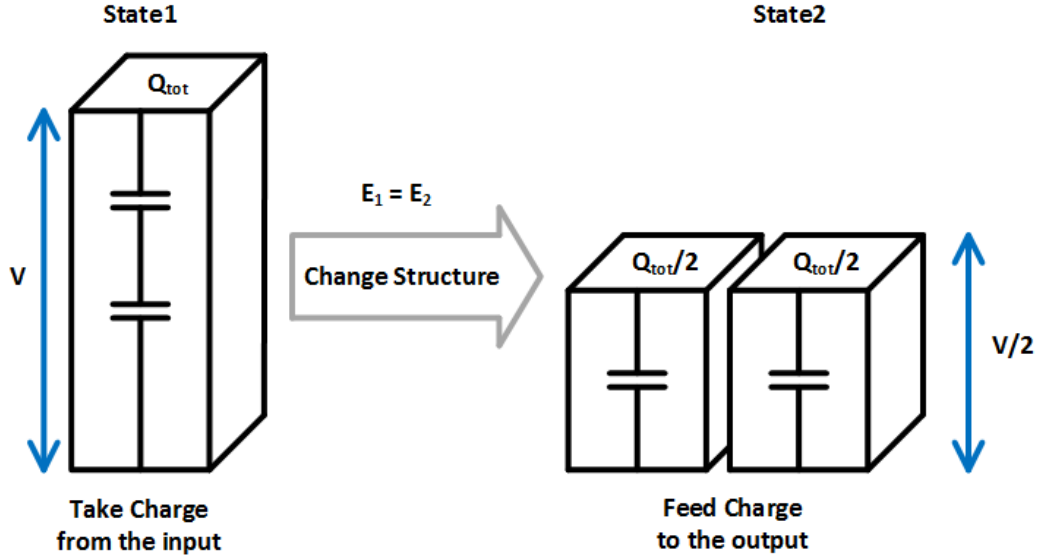 State1
State2
Qtot
V
E1 = E2
Change Structure
Qtot/2
Qtot/2
V/2
Take Charge
from the input
Feed Charge
to the output